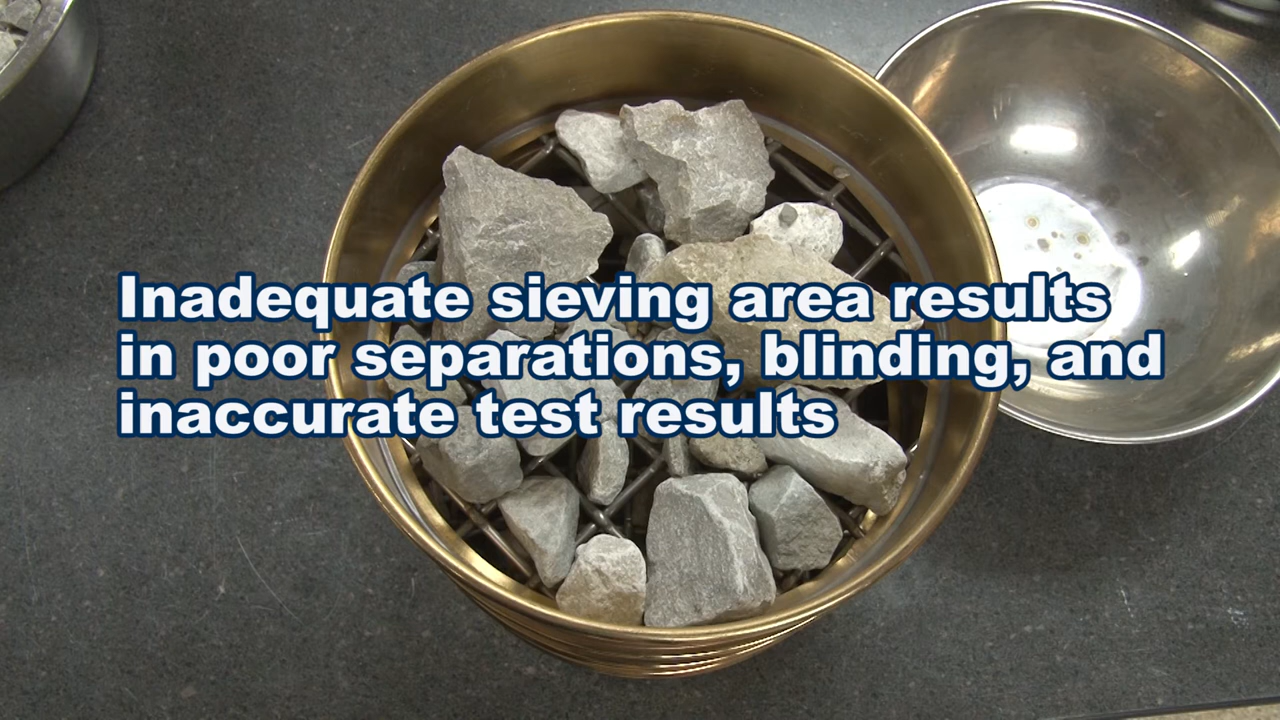 Inadequate sieving area results
in poor separations, blinding, and
inaccurate test results